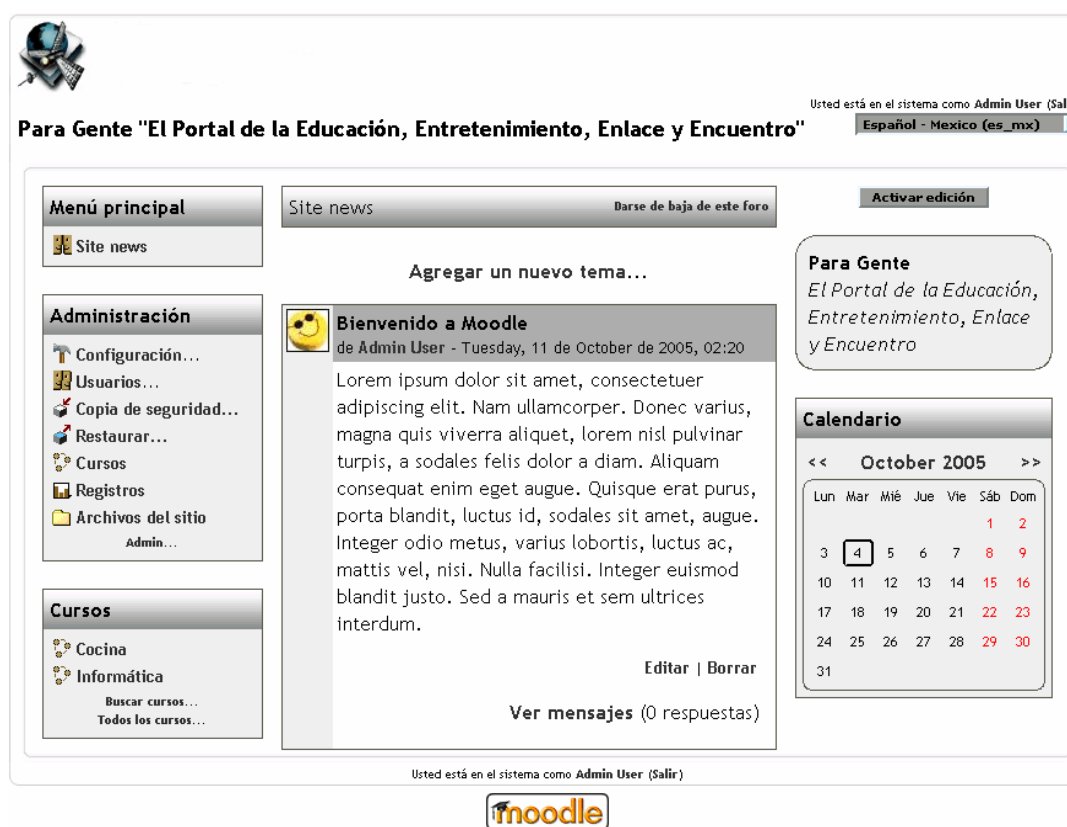 Usted está en el sistema como Admin User (Sal
Para Gente "El Portal de la Educación, Entretenimiento, Enlace y Encuentro"
Español - Mexico (es_mx)
Menú principal
Site news
Administración
Configuración...
Usuarios...
Copia de seguridad...
Restaurar...
Cursos
Registros
Archivos del sitio
Admin...
Cursos
Cocina
Informática
Buscar cursos...
Todos los cursos...
Site news
Darse de baja de este foro
Agregar un nuevo tema...
Bienvenido a Moodle
de Admin User - Tuesday, 11 de October de 2005, 02:20
Lorem ipsum dolor sit amet, consectetuer
adipiscing elit. Nam ullamcorper. Donec varius,
magna quis viverra aliquet, lorem nisl pulvinar
turpis, a sodales felis dolor a diam. Aliquam
consequat enim eget augue. Quisque erat purus,
porta blandit, luctus id, sodales sit amet, augue.
Integer odio metus, varius lobortis, luctus ac,
mattis vel, nisi. Nulla facilisi. Integer euismod
blandit justo. Sed a mauris et sem ultrices
interdum.
Editar | Borrar
Ver mensajes (0 respuestas)
Activar edición
Para Gente
El Portal de la Educación,
Entretenimiento, Enlace
y Encuentro
Calendario
<< October 2005 >>
Lun Mar Mié Jue Vie Sáb Dom
1 2
3 4 5 6 7 8 9
10 11 12 13 14 15 16
17 18 19 20 21 22 23
24 25 26 27 28 29 30
31
Usted está en el sistema como Admin User (Salir)
moodle